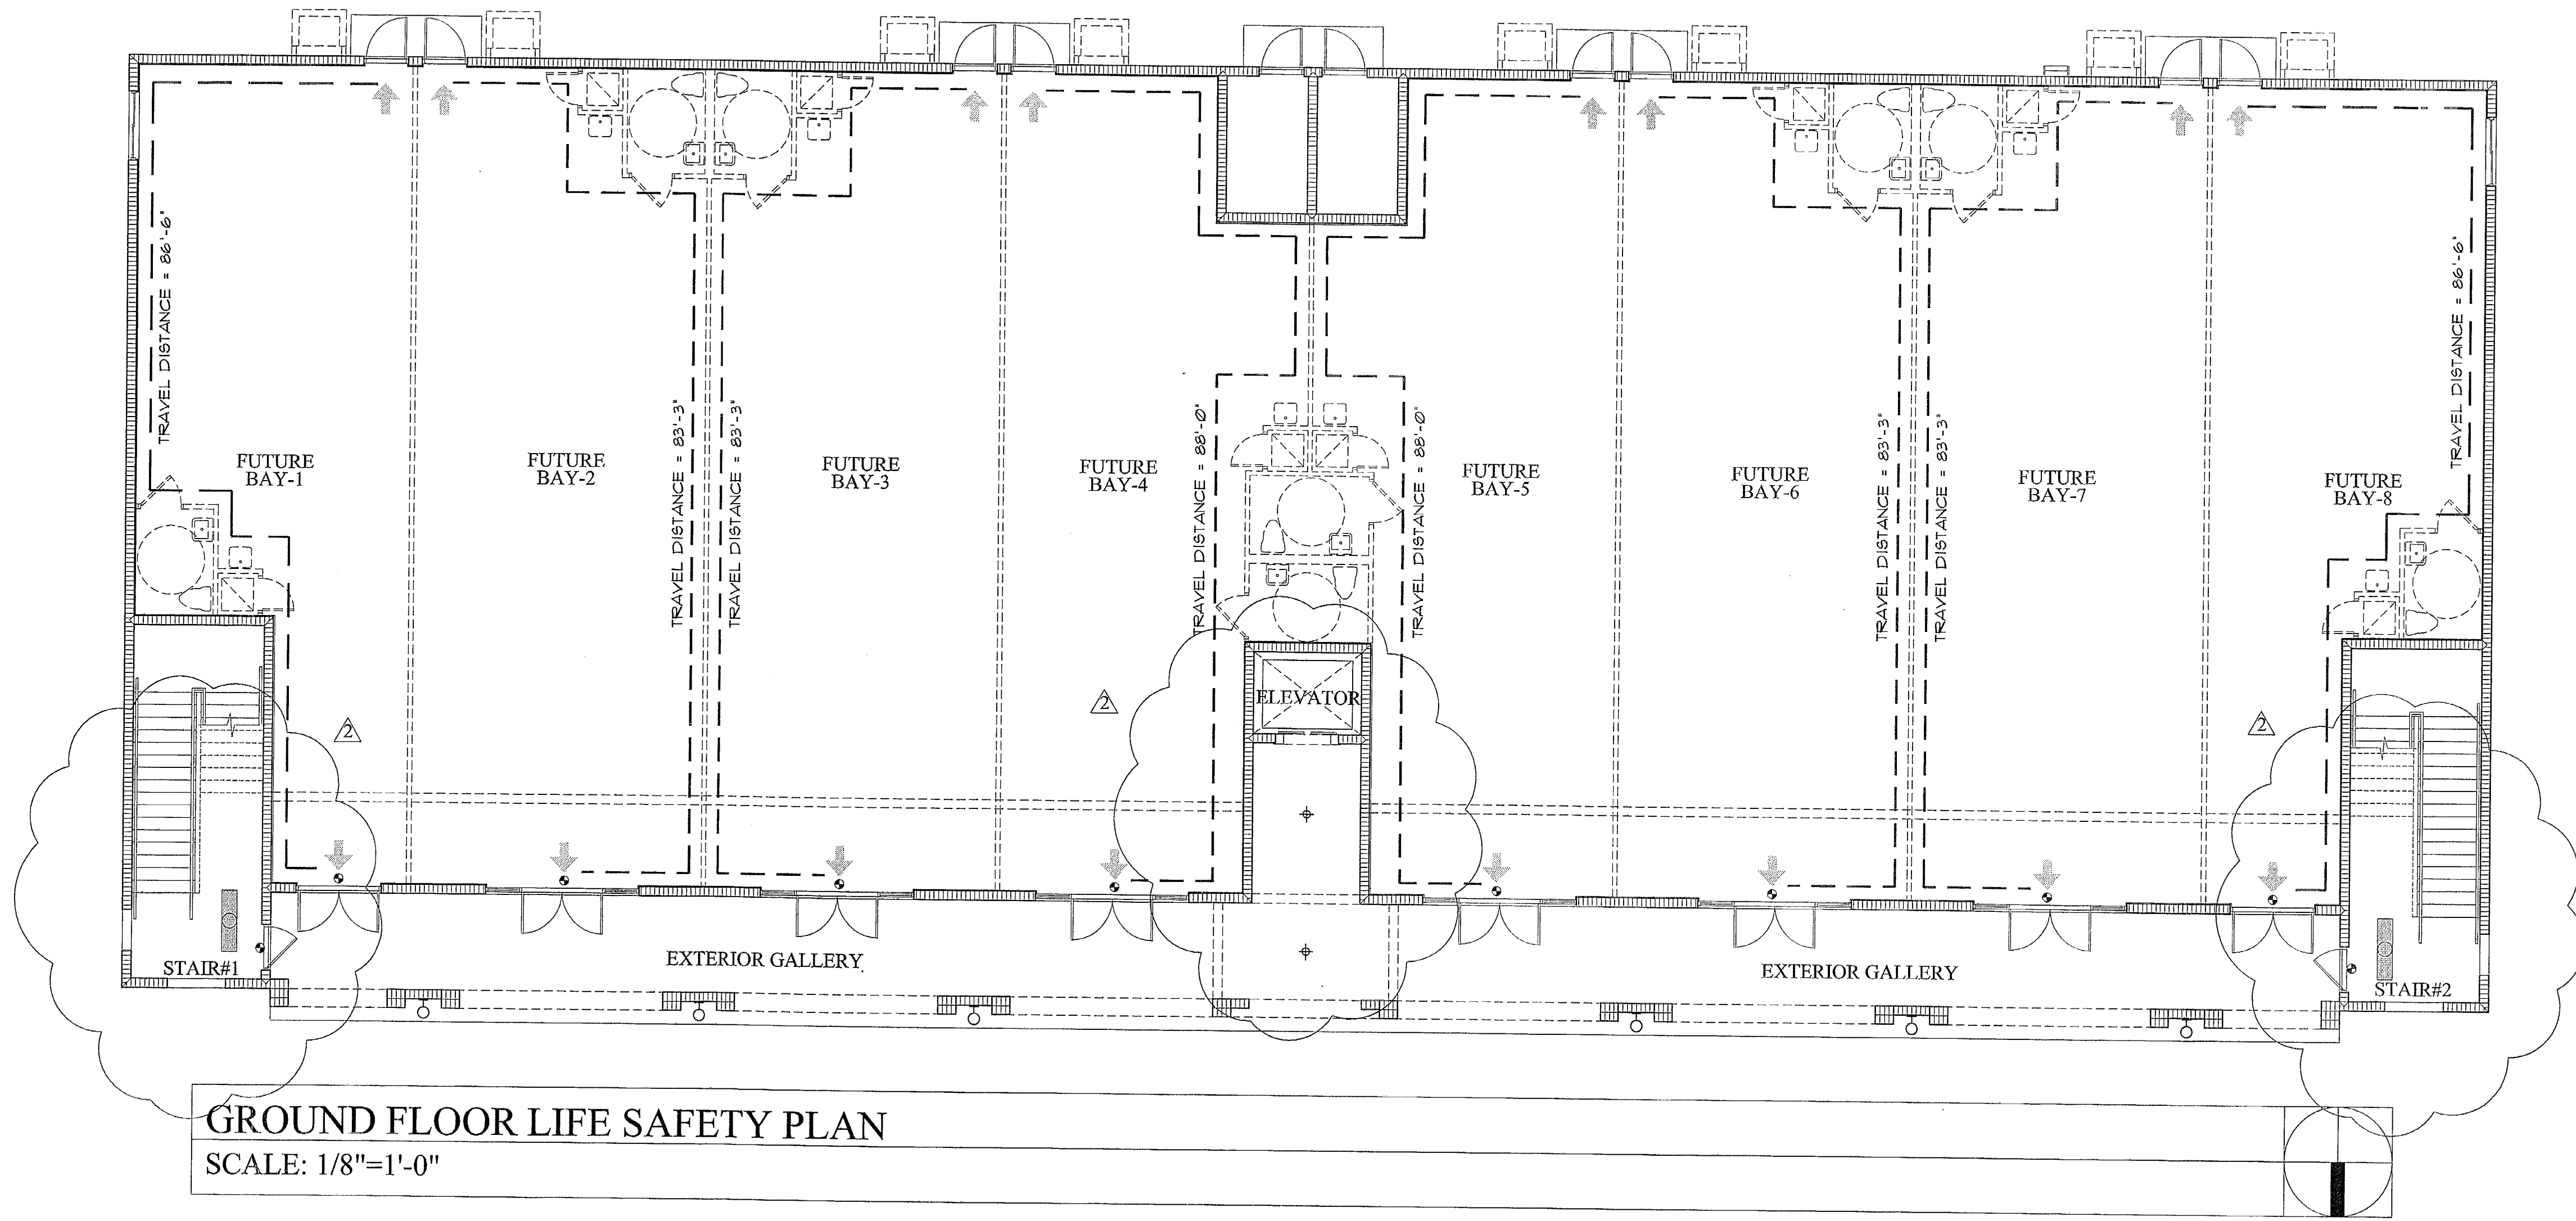 TRAVEL DISTANCE = 86'-6"
TRAVEL DISTANCE = 83'-3"
TRAVEL DISTANCE = 83'-3"
TRAVEL DISTANCE = 88'-0"
TRAVEL DISTANCE = 88'-0"
TRAVEL DISTANCE = 83'-3"
TRAVEL DISTANCE = 83'-3"
TRAVEL DISTANCE = 86'-6"
FUTURE
BAY-1
FUTURE
BAY-2
FUTURE
BAY-3
FUTURE
BAY-4
FUTURE
BAY-5
FUTURE
BAY-6
FUTURE
BAY-7
FUTURE
BAY-8
ELEVATOR
2
2
2
STAIR#1
EXTERIOR GALLERY
EXTERIOR GALLERY
STAIR#2
GROUND FLOOR LIFE SAFETY PLAN
SCALE: 1/8"=1'-0"